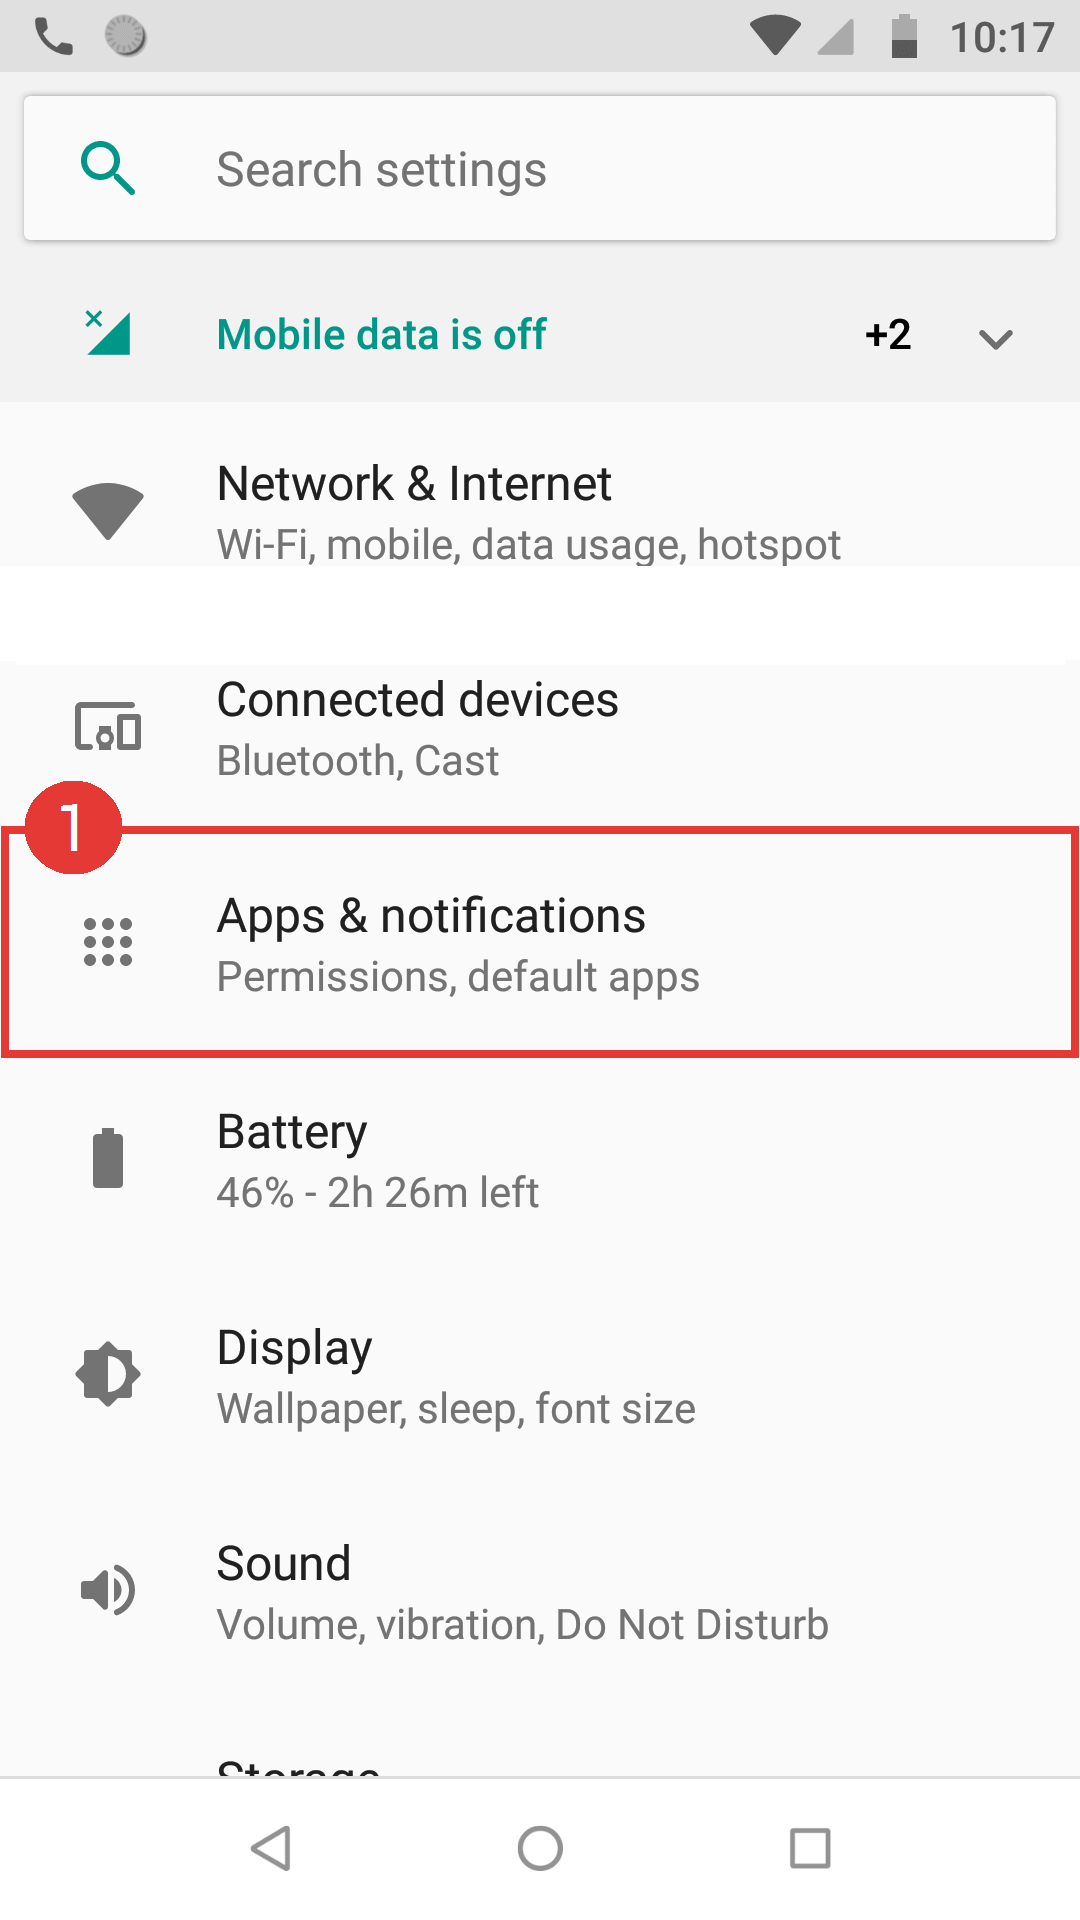 10:17
Search settings
Mobile data is off +2
Network & Internet
Wi-Fi, mobile, data usage, hotspot
Connected devices
Bluetooth, Cast
1
Apps & notifications
Permissions, default apps
Battery
46% - 2h 26m left
Display
Wallpaper, sleep, font size
Sound
Volume, vibration, Do Not Disturb
Storage